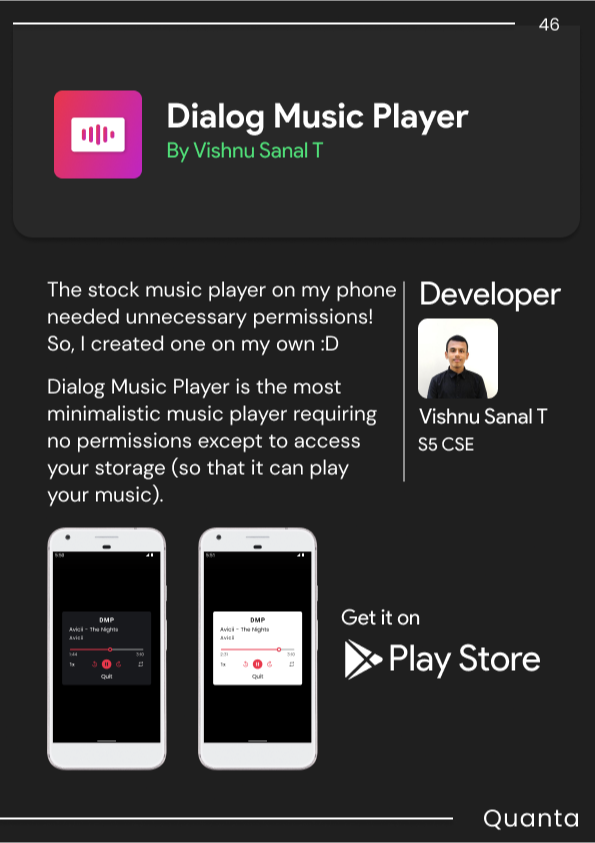 46
Dialog Music Player
By Vishnu Sanal T
The stock music player on my phone
needed unnecessary permissions!
So, I created one on my own :D
Dialog Music Player is the most
minimalistic music player requiring
no permissions except to access
your storage (so that it can play
your music).
Developer
Vishnu Sanal T
S5 CSE
DMP
Avicii - The Nights
Avicii
1x
Quit
DMP
Avicii - The Nights
Avicii
1x
Quit
Get it on
Play Store
Quanta